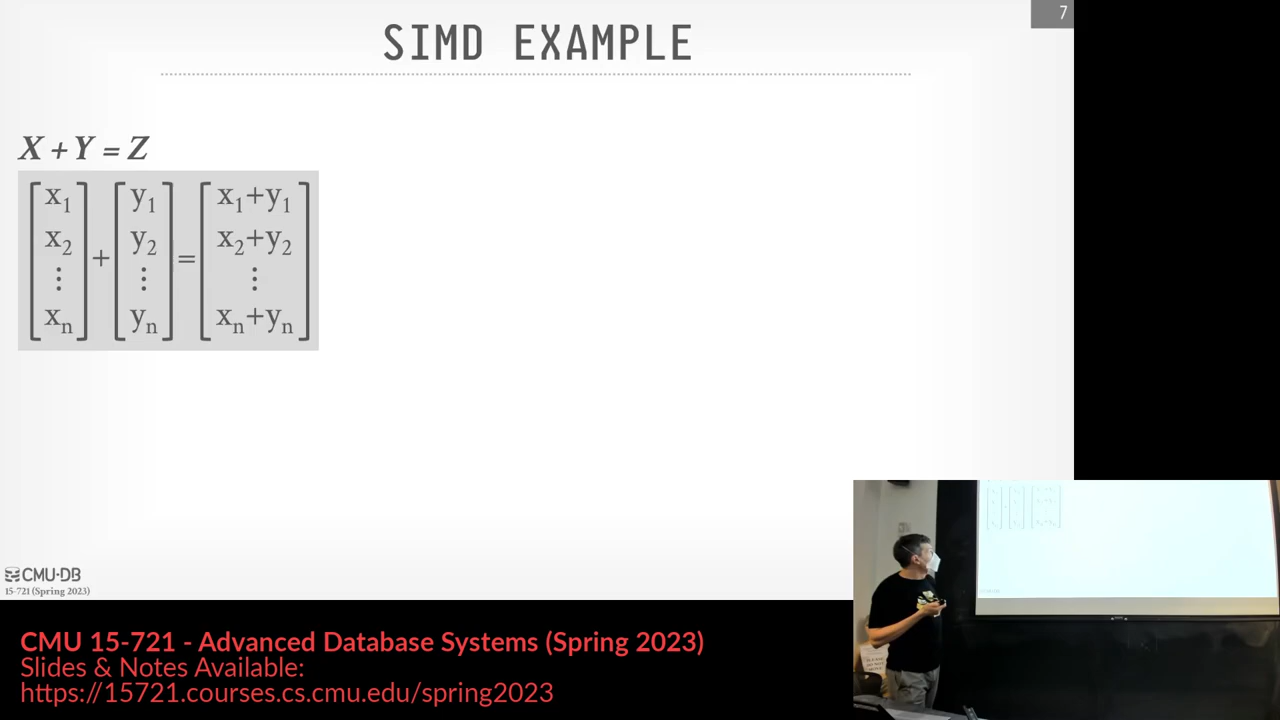 7
SIMD EXAMPLE
X + Y = Z
[x₁ x₂ ⋮ xₙ] + [y₁ y₂ ⋮ yₙ] = [x₁+y₁ x₂+y₂ ⋮ xₙ+yₙ]
CMU·DB
15-721 (Spring 2023)
CMU 15-721 - Advanced Database Systems (Spring 2023)
Slides & Notes Available:
https://15721.courses.cs.cmu.edu/spring2023